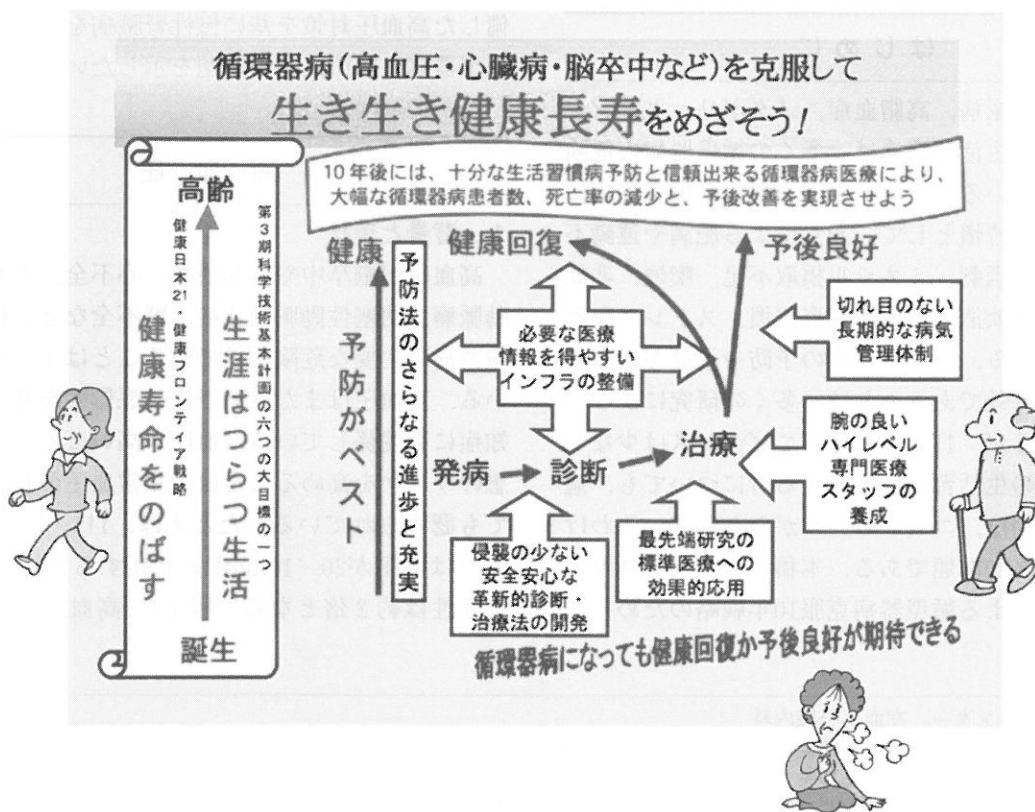 循環器病（高血圧・心臓病・脳卒中など）を克服して
生き生き健康長寿をめざそう！
10年後には、十分な生活習慣病予防と信頼出来る循環器病医療により、
大幅な循環器病患者数、死亡率の減少と、予後改善を実現させよう
高齢
第3期科学技術基本計画の六つの大目標の一つ
生涯はつらつ生活
健康日本21　健康フロンティア戦略
健康寿命をのばす
誕生
健康
予防がベスト
予防法のさらなる進歩と充実
健康回復
予後良好
必要な医療
情報を得やすい
インフラの整備
切れ目のない
長期的な病気
管理体制
発病
診断
治療
腕の良い
ハイレベル
専門医療
スタッフの
養成
侵襲の少ない
安全安心な
革新的診断・
治療法の開発
最先端研究の
標準医療への
効果的応用
循環器病になっても健康回復か予後良好が期待できる